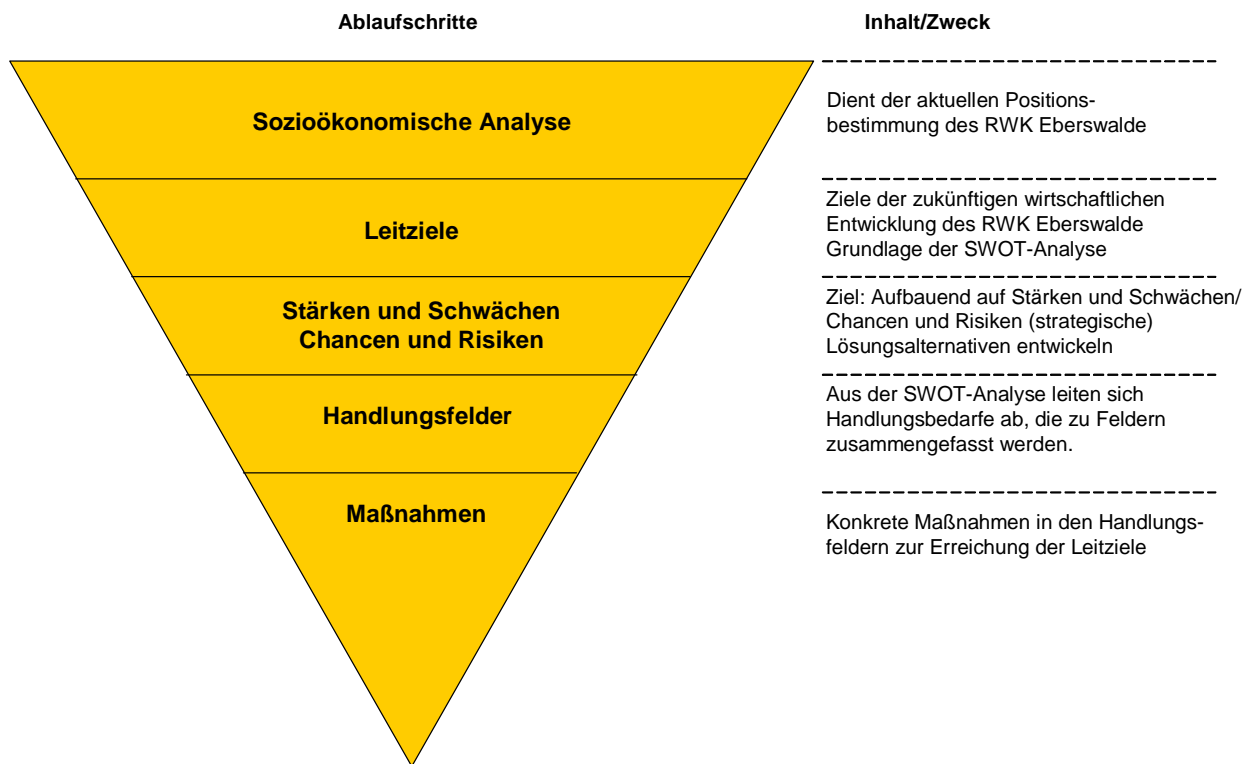 Ablaufschritte
Inhalt/Zweck
Sozioökonomische Analyse
Dient der aktuellen Positions-
bestimmung des RWK Eberswalde
Leitziele
Ziele der zukünftigen wirtschaftlichen
Entwicklung des RWK Eberswalde
Grundlage der SWOT-Analyse
Stärken und Schwächen
Chancen und Risiken
Ziel: Aufbauend auf Stärken und Schwächen/
Chancen und Risiken (strategische)
Lösungsalternativen entwickeln
Handlungsfelder
Aus der SWOT-Analyse leiten sich
Handlungsbedarfe ab, die zu Feldern
zusammengefasst werden.
Maßnahmen
Konkrete Maßnahmen in den Handlungs-
feldern zur Erreichung der Leitziele